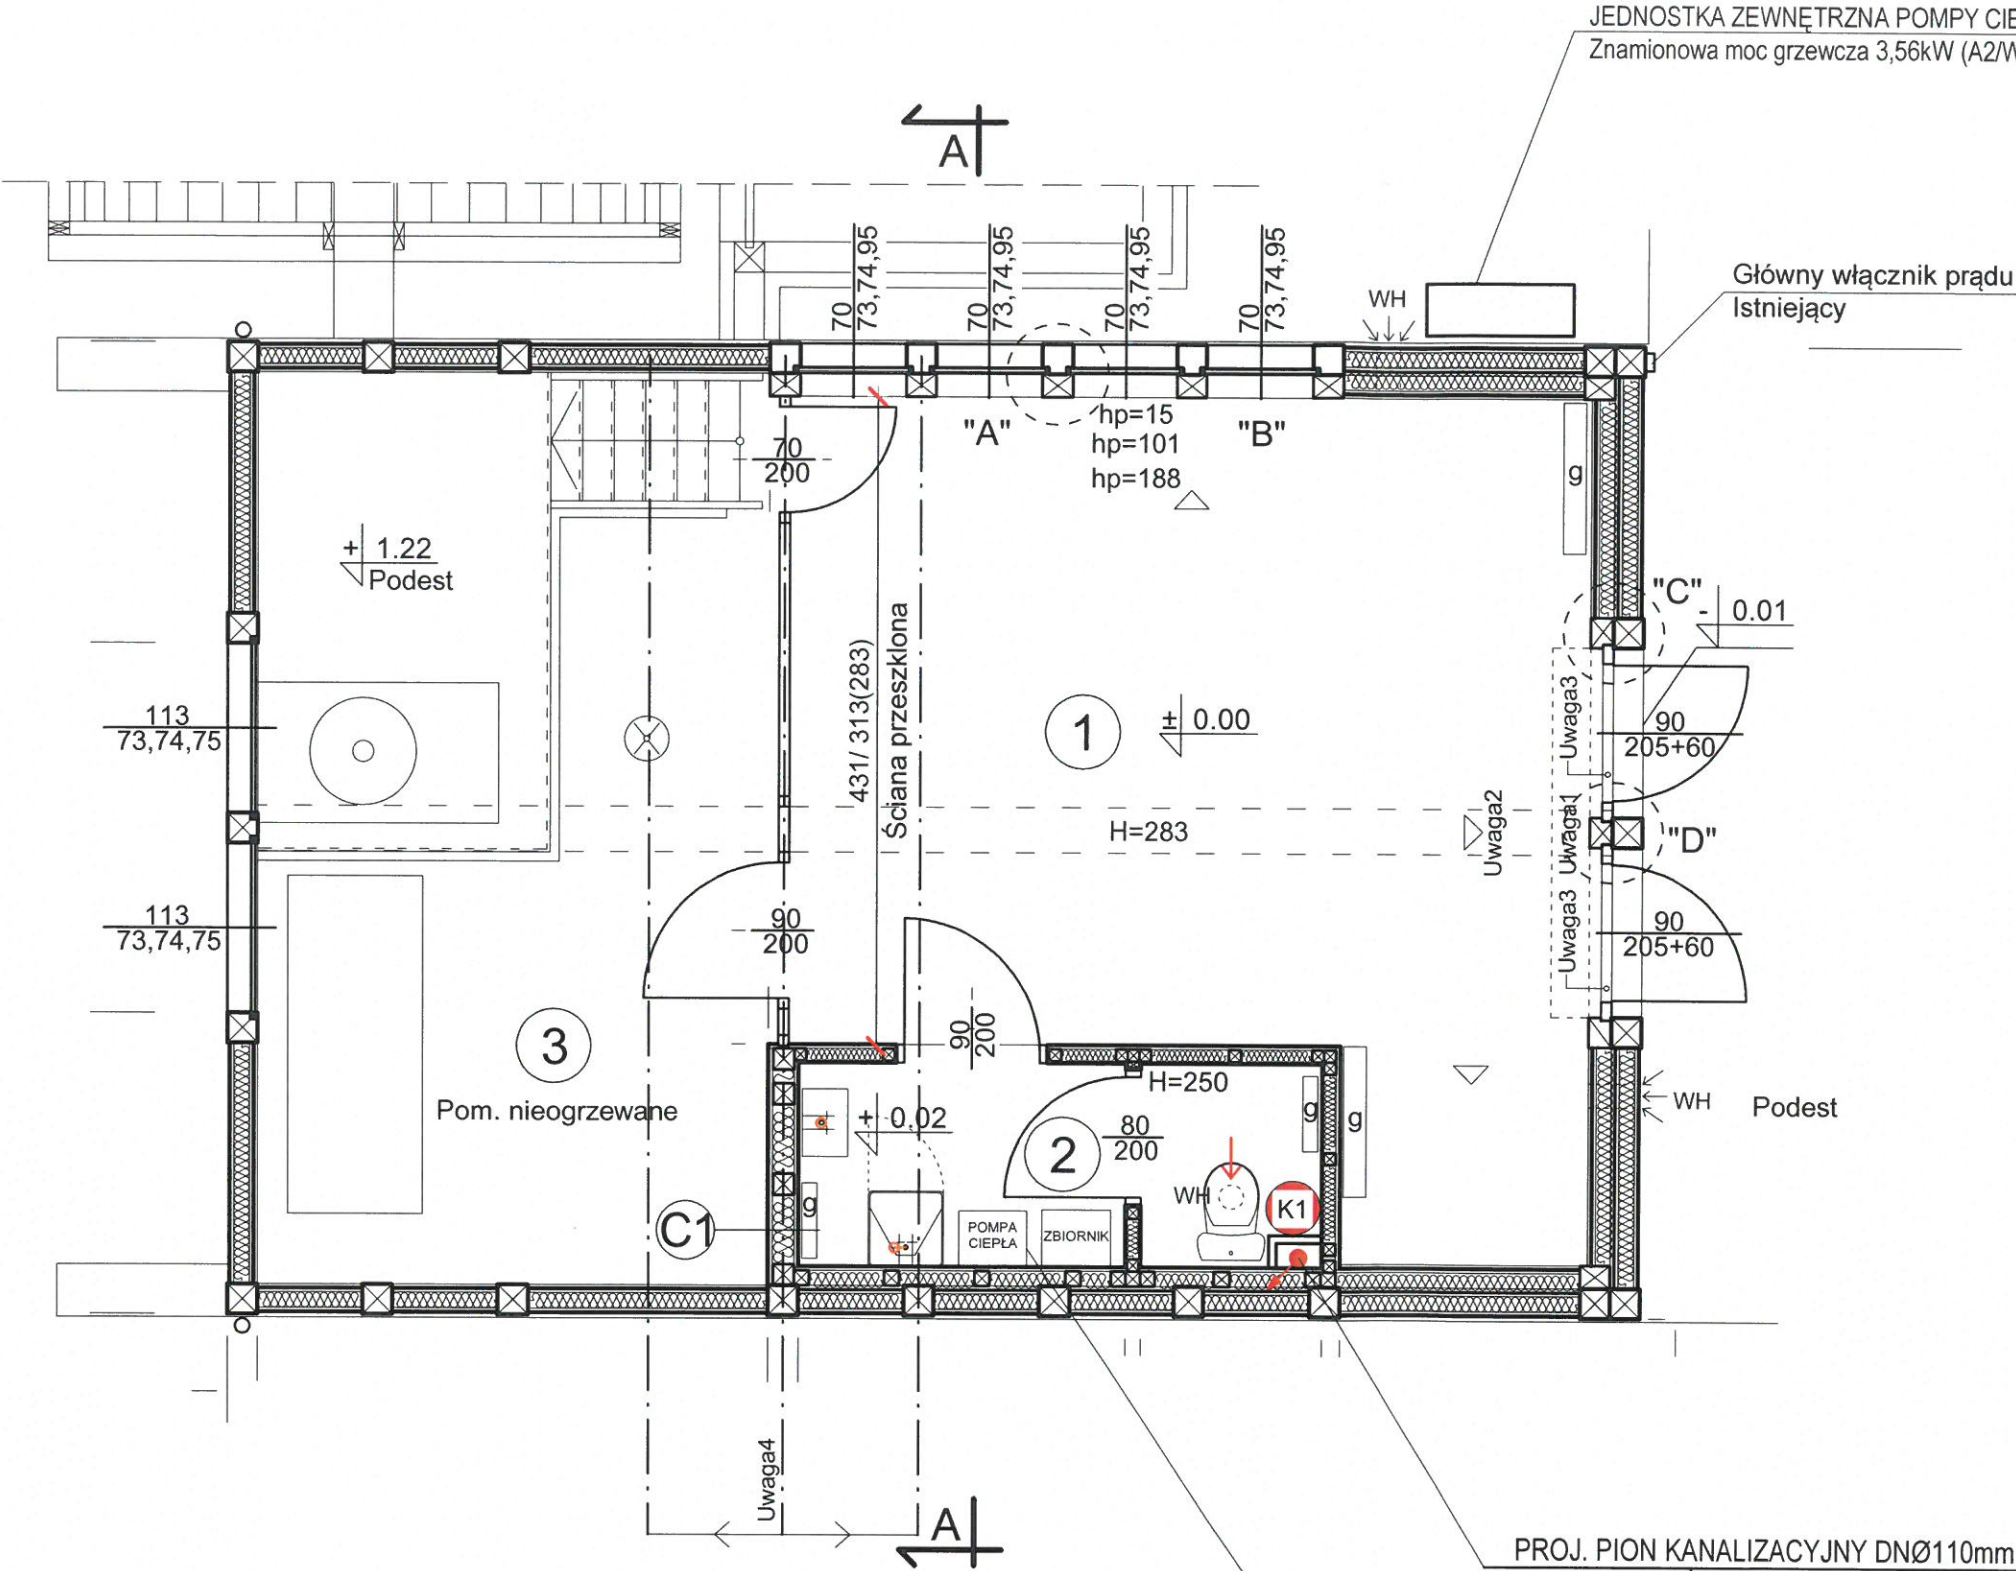 JEDNOSTKA ZEWNĘTRZNA POMPY CIE
Znamionowa moc grzewcza 3,56kW (A2/W
A
70
73,74,95
70
73,74,95
70
73,74,95
70
73,74,95
WH
Główny włącznik prądu
Istniejący
"A"
hp=15
hp=101
hp=188
"B"
g
70
200
+ 1.22
Podest
"C"
- 0.01
431/ 313(283)
Ściana przeszklona
1
± 0.00
113
73,74,75
Uwaga3
90
205+60
H=283
Uwaga2
Uwaga1
"D"
113
73,74,75
90
200
Uwaga3
90
205+60
90
200
3
Pom. nieogrzewane
H=250
+ 0.02
2
80
200
g
g
WH
Podest
C1
g
POMPA
CIEPŁA
ZBIORNIK
WH
K1
Uwaga4
A
PROJ. PION KANALIZACYJNY DNØ110mm